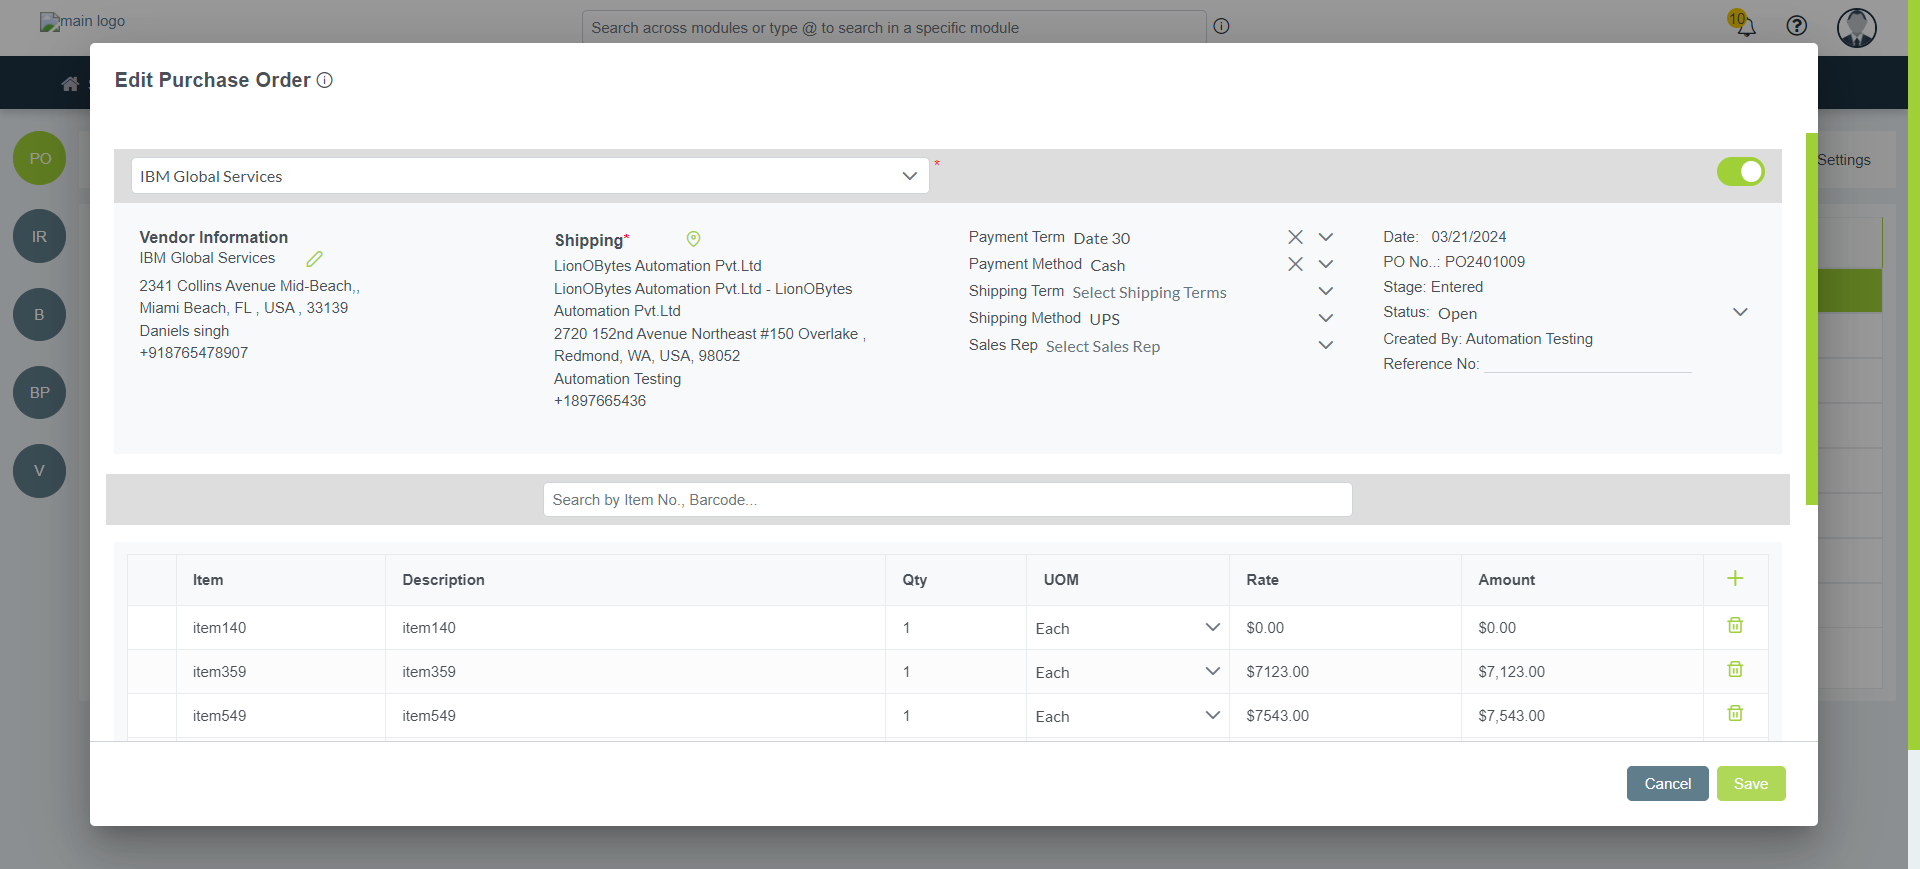 main logo
Search across modules or type @ to search in a specific module
10
Edit Purchase Order
PO
IR
B
BP
V
Settings
IBM Global Services
*
Vendor Information
IBM Global Services
2341 Collins Avenue Mid-Beach,,
Miami Beach, FL , USA , 33139
Daniels singh
+918765478907
Shipping*
LionOBytes Automation Pvt.Ltd
LionOBytes Automation Pvt.Ltd - LionOBytes
Automation Pvt.Ltd
2720 152nd Avenue Northeast #150 Overlake ,
Redmond, WA, USA, 98052
Automation Testing
+1897665436
Payment Term Date 30
Payment Method Cash
Shipping Term Select Shipping Terms
Shipping Method UPS
Sales Rep Select Sales Rep
Date: 03/21/2024
PO No..: PO2401009
Stage: Entered
Status: Open
Created By: Automation Testing
Reference No:
Search by Item No., Barcode...
Item Description Qty UOM Rate Amount
item140 item140 1 Each $0.00 $0.00
item359 item359 1 Each $7123.00 $7,123.00
item549 item549 1 Each $7543.00 $7,543.00
Cancel Save